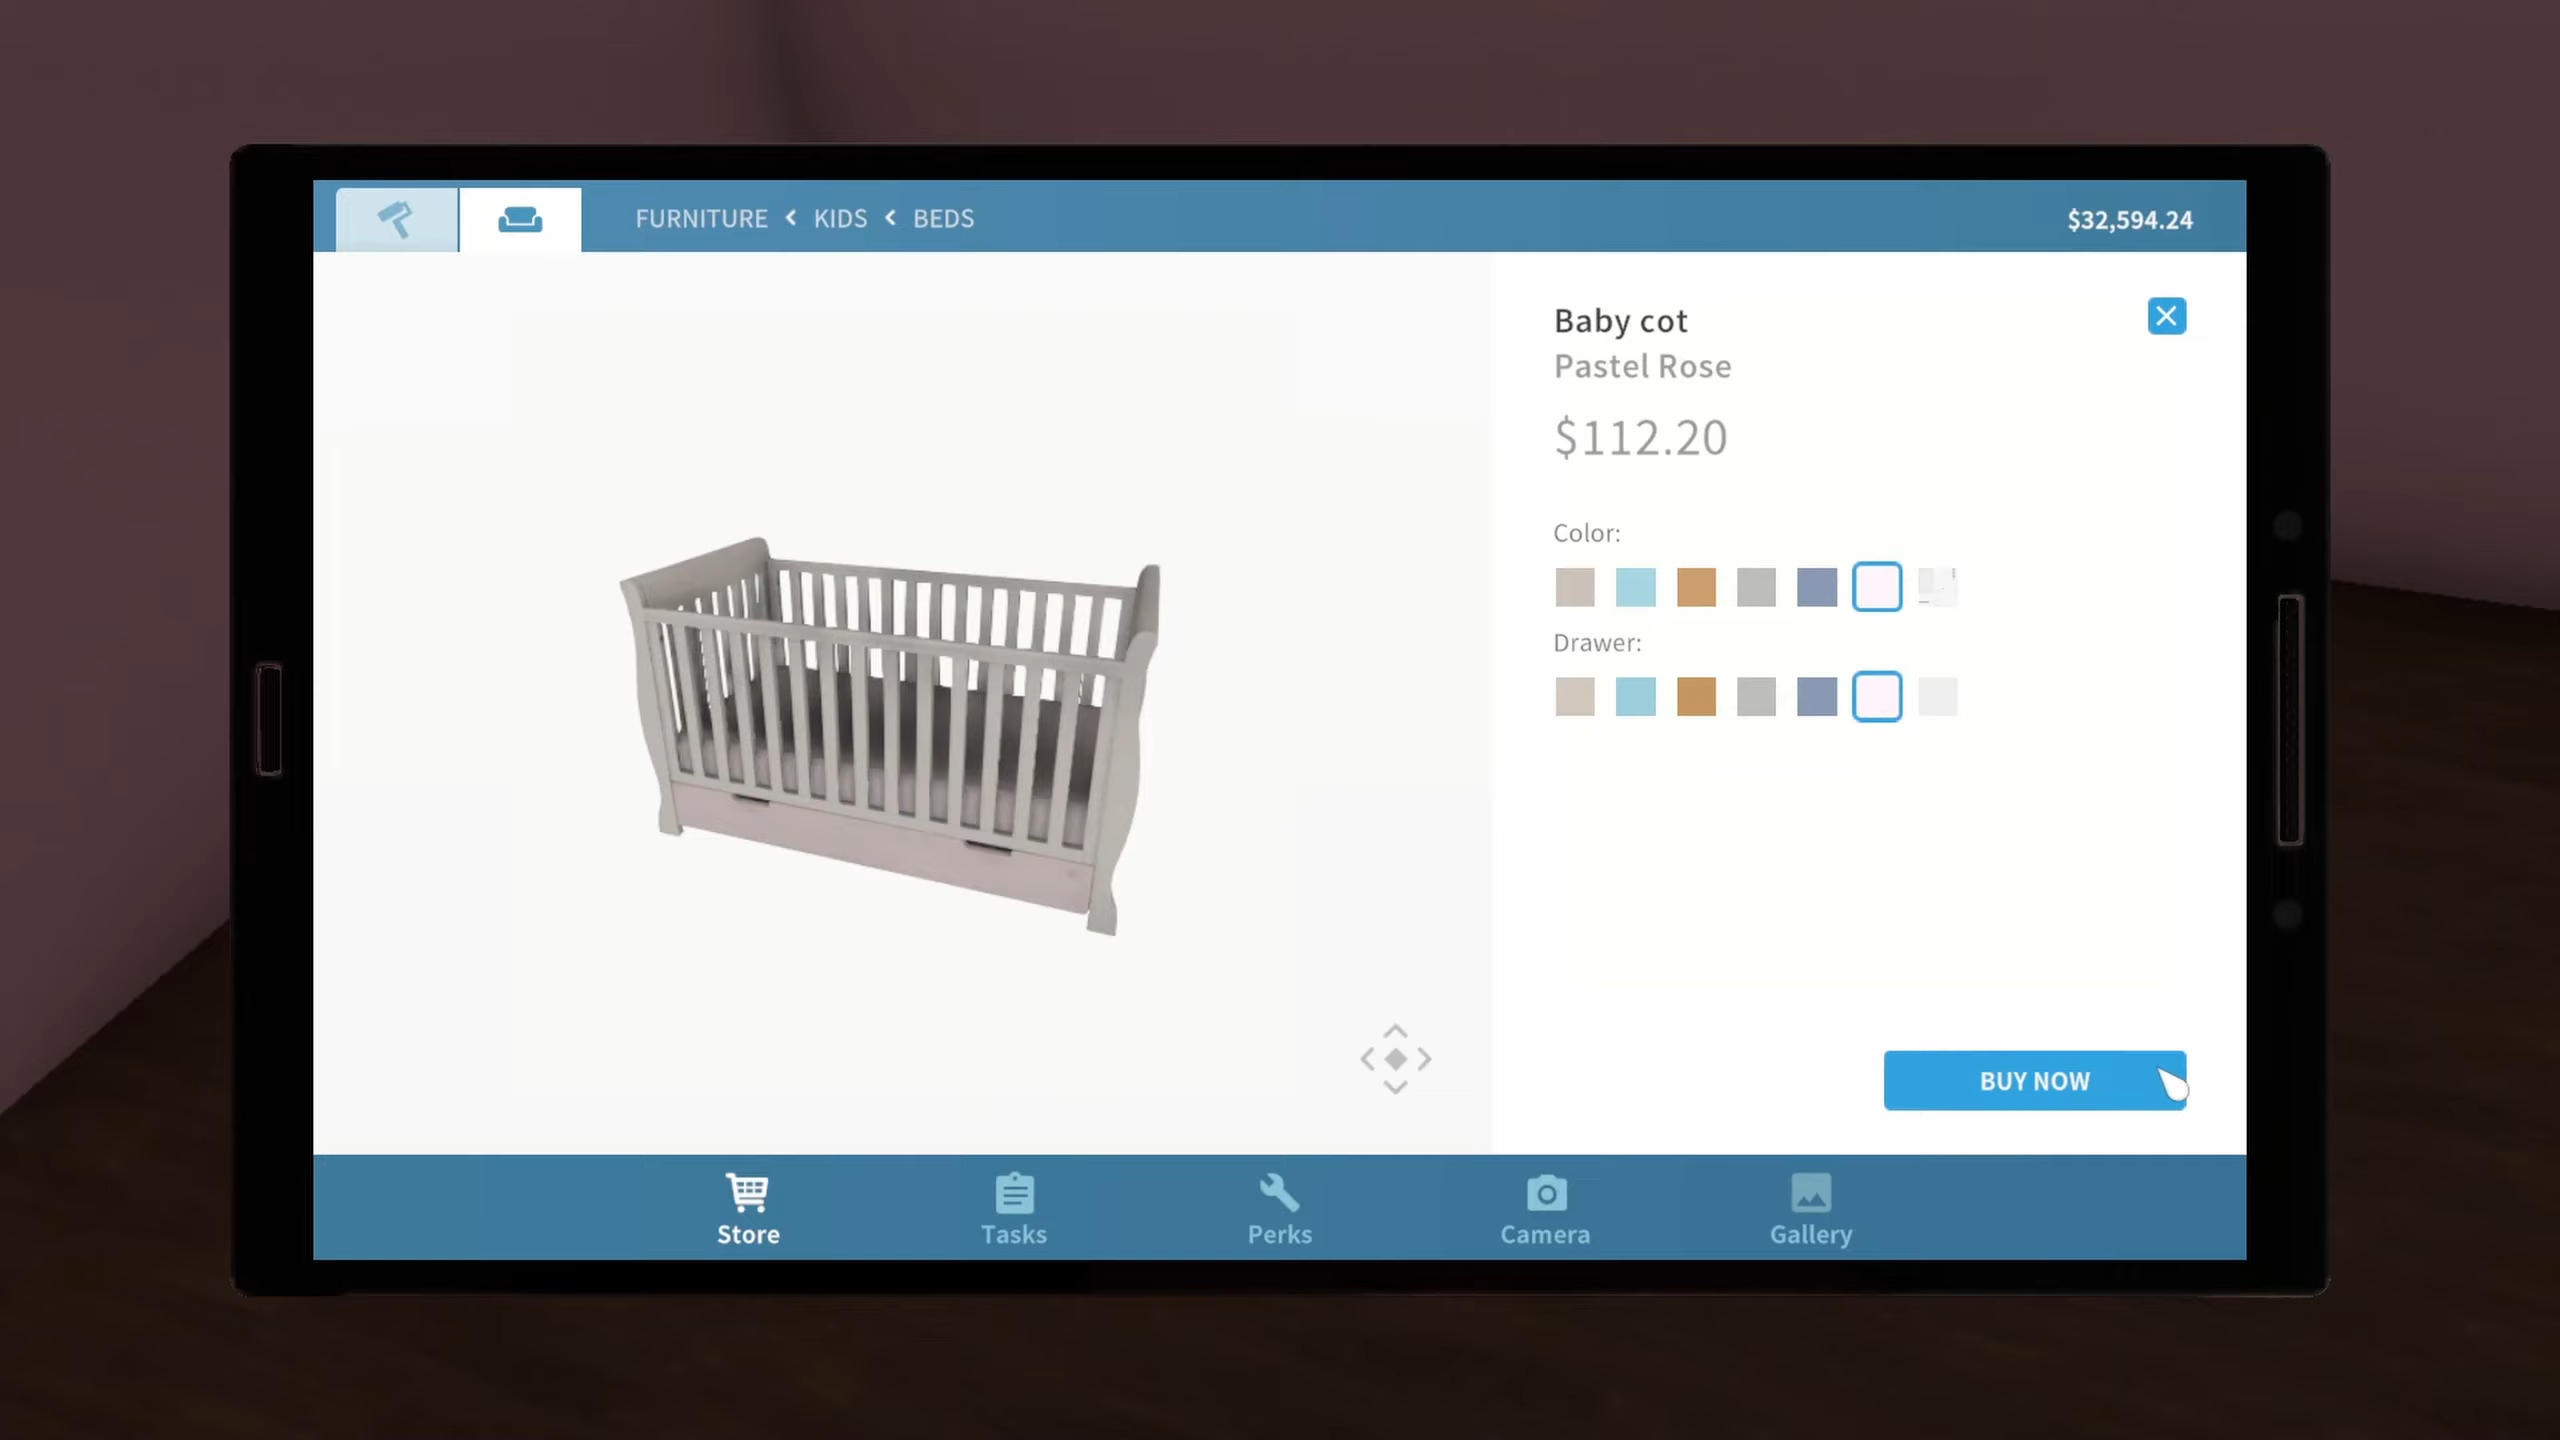 FURNITURE < KIDS < BEDS
$32,594.24
Baby cot
Pastel Rose
$112.20
Color:
Drawer:
BUY NOW
Store
Tasks
Perks
Camera
Gallery